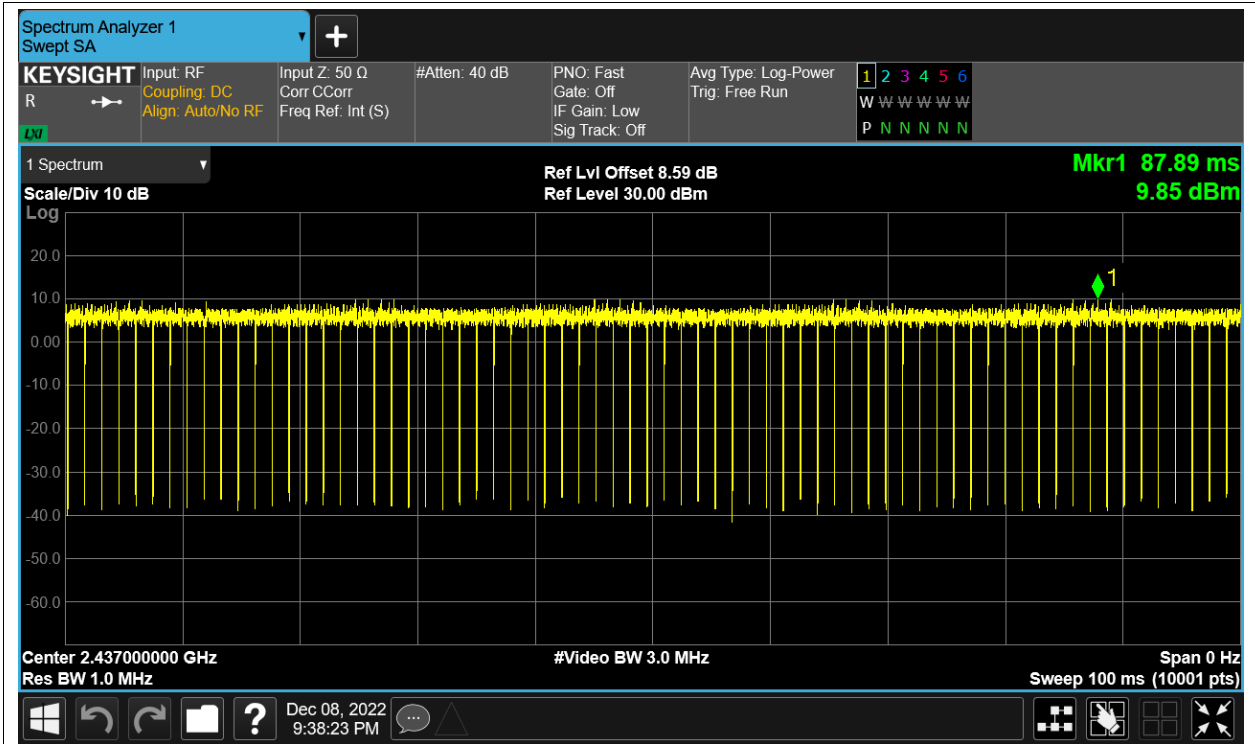 Spectrum Analyzer 1
Swept SA
KEYSIGHT
R
LXI
Input: RF
Coupling: DC
Align: Auto/No RF
Input Z: 50 Ω
Corr CCorr
Freq Ref: Int (S)
#Atten: 40 dB
PNO: Fast
Gate: Off
IF Gain: Low
Sig Track: Off
Avg Type: Log-Power
Trig: Free Run
1 2 3 4 5 6
W W W W W W
P N N N N N
1 Spectrum
Scale/Div 10 dB
Log
Ref Lvl Offset 8.59 dB
Ref Level 30.00 dBm
Mkr1 87.89 ms
9.85 dBm
20.0
1
10.0
0.00
-10.0
-20.0
-30.0
-40.0
-50.0
-60.0
Center 2.437000000 GHz
Res BW 1.0 MHz
#Video BW 3.0 MHz
Span 0 Hz
Sweep 100 ms (10001 pts)
?
Dec 08, 2022
9:38:23 PM